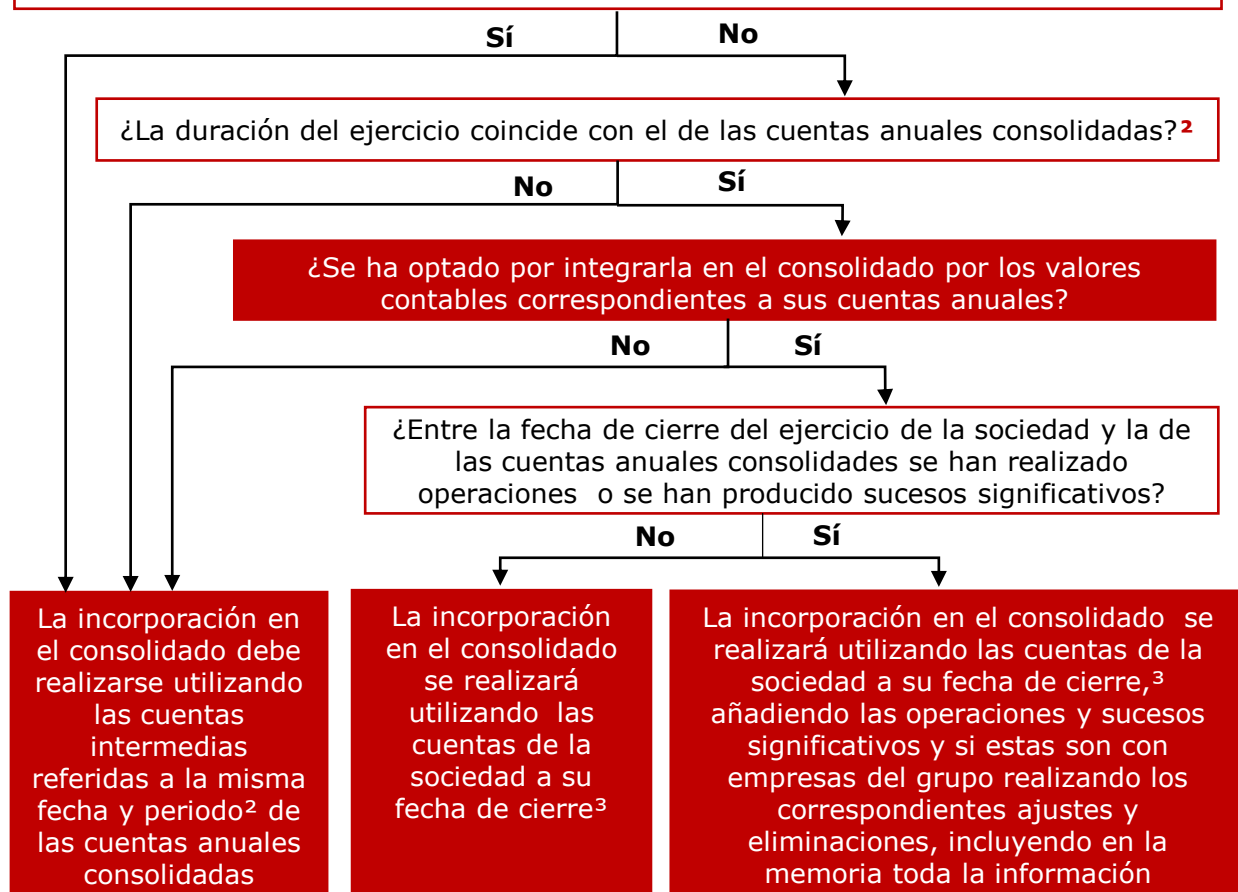 Sí No
¿La duración del ejercicio coincide con el de las cuentas anuales consolidadas?²
No Sí
¿Se ha optado por integrarla en el consolidado por los valores
contables correspondientes a sus cuentas anuales?
No Sí
¿Entre la fecha de cierre del ejercicio de la sociedad y la de
las cuentas anuales consolidades se han realizado
operaciones o se han producido sucesos significativos?
No Sí
La incorporación en
el consolidado debe
realizarse utilizando
las cuentas
intermedias
referidas a la misma
fecha y periodo² de
las cuentas anuales
consolidadas
La incorporación
en el consolidado
se realizará
utilizando las
cuentas de la
sociedad a su
fecha de cierre³
La incorporación en el consolidado se
realizará utilizando las cuentas de la
sociedad a su fecha de cierre,³
añadiendo las operaciones y sucesos
significativos y si estas son con
empresas del grupo realizando los
correspondientes ajustes y
eliminaciones, incluyendo en la
memoria toda la información